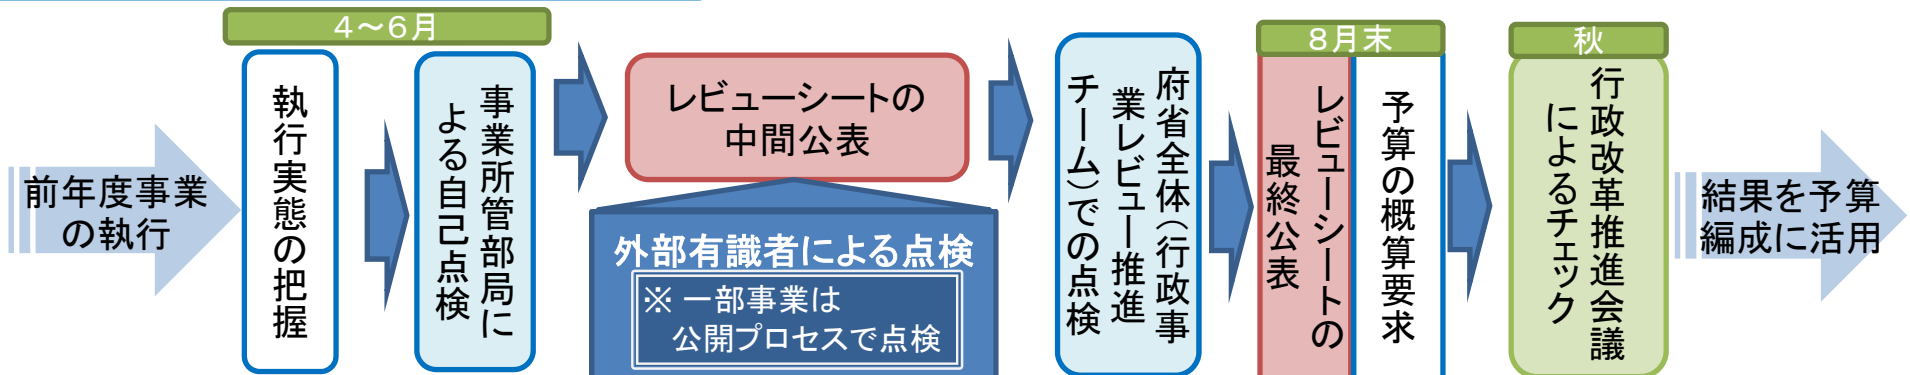 4～6月
8月末
秋
前年度事業
の執行
執行実態の把握
事業所管部局に
よる自己点検
レビューシートの
中間公表
外部有識者による点検
※ 一部事業は
公開プロセスで点検
府省全体(行政事
業レビュー推進
チーム)での点検
レビューシートの
最終公表
予算の概算要求
行政改革推進会議
によるチェック
結果を予算
編成に活用